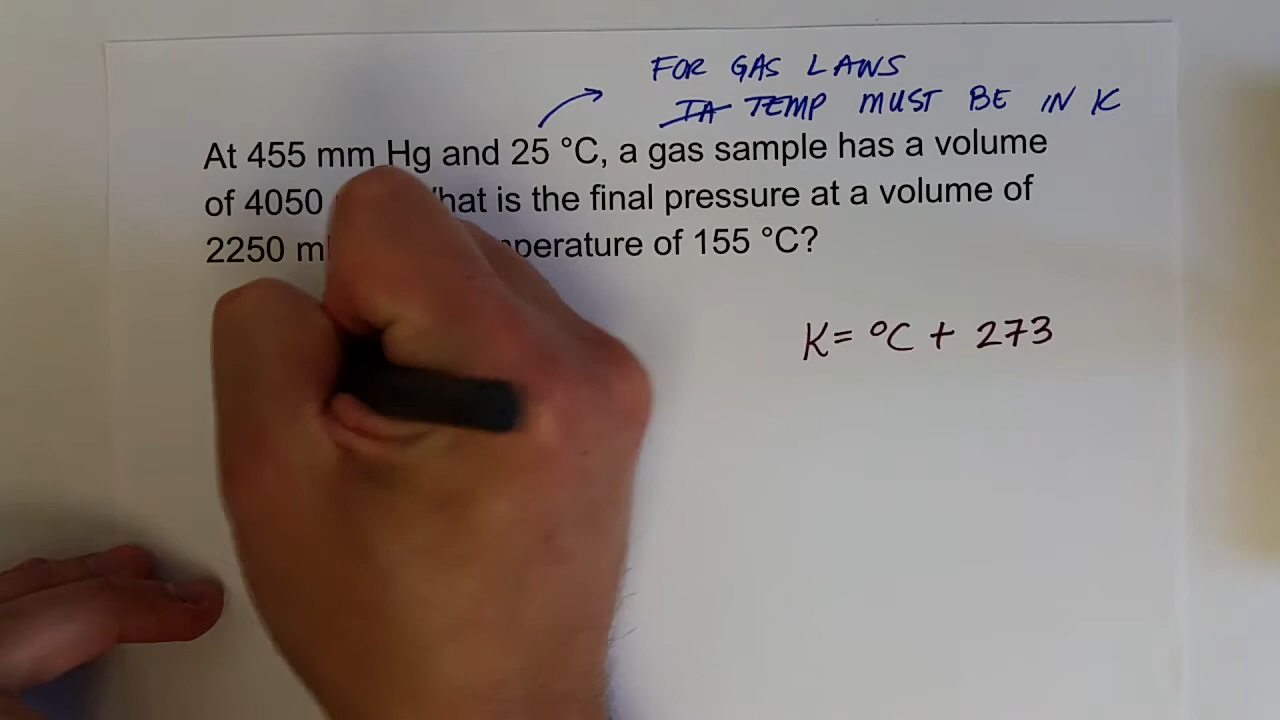 FOR GAS LAWS
TEMP MUST BE IN K
At 455 mm Hg and 25 °C, a gas sample has a volume
of 4050 hat is the final pressure at a volume of
2250 m perature of 155 °C?
K= °C + 273